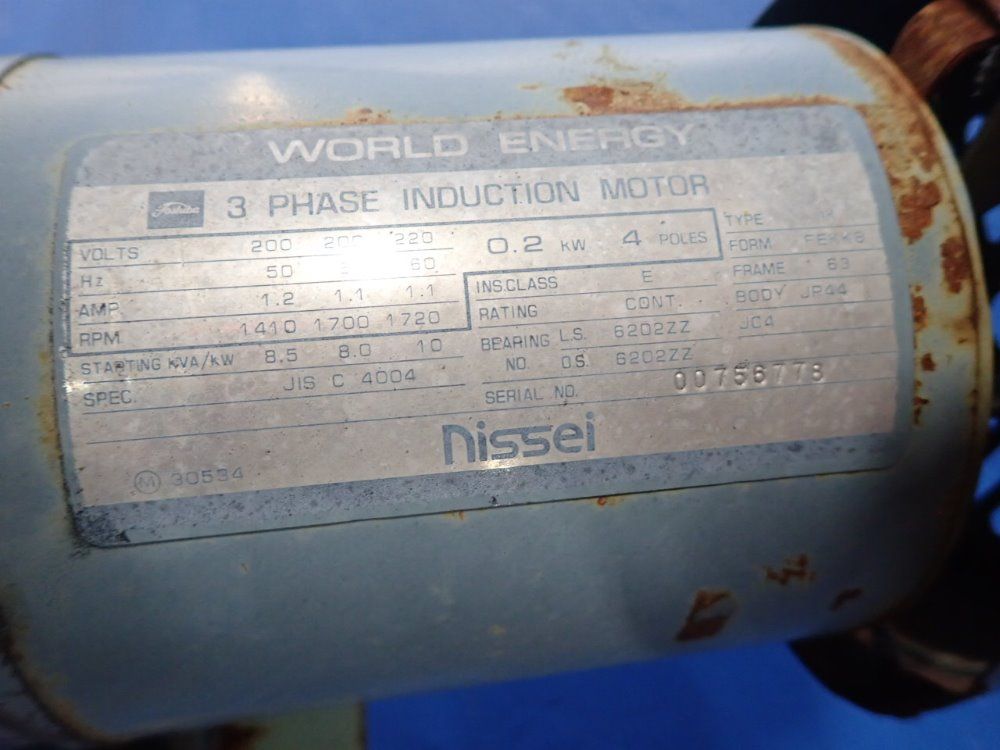 WORLD ENERGY
Toshiba 3 PHASE INDUCTION MOTOR
VOLTS 200 200 220
Hz 50 60
AMP. 1.2 1.1 1.1
RPM 1410 1700 1720
STARTING KVA/KW 8.5 8.0 10
SPEC. JIS C 4004
0.2 KW 4 POLES
INS.CLASS E
RATING CONT.
BEARING L.S. 6202ZZ
NO. O.S. 6202ZZ
SERIAL NO. 00756778
TYPE IK
FORM
FRAME 63
BODY JP44
JC4
nissei
M 30534